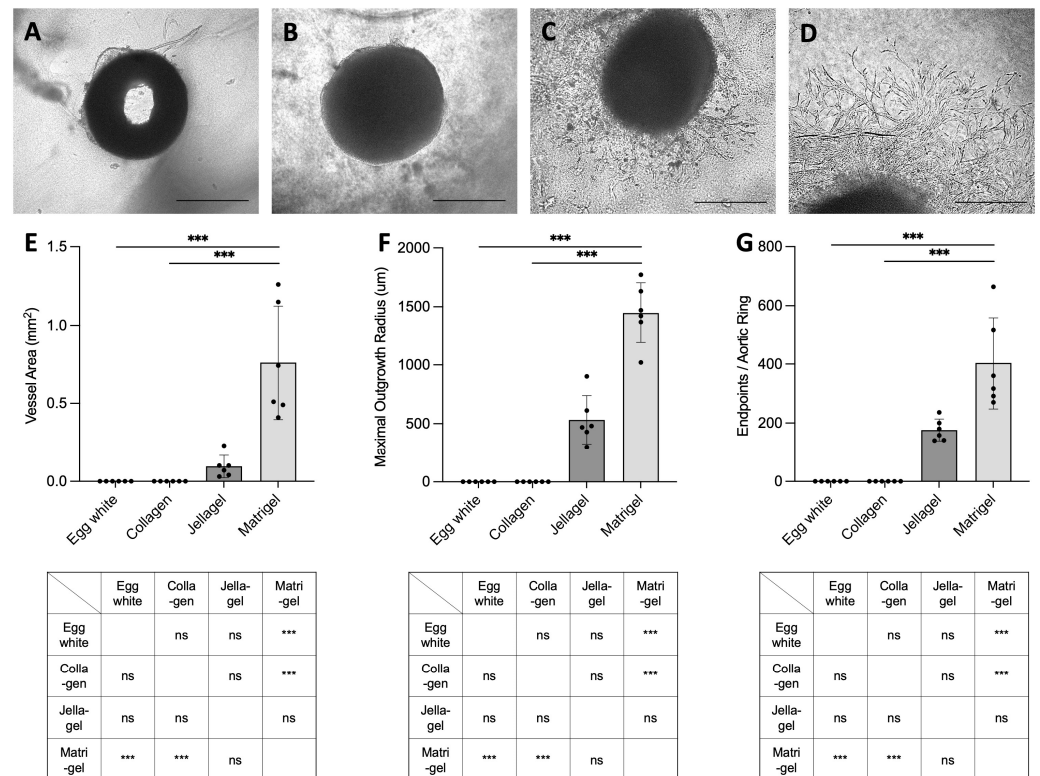 A
B
C
D
E
1.5
1.0
0.5
0.0
Vessel Area (mm²)
***
***
Egg white
Collagen
Jellagel
Matrigel
F
2000
1500
1000
500
0
Maximal Outgrowth Radius (um)
***
***
Egg white
Collagen
Jellagel
Matrigel
G
800
600
400
200
0
Endpoints / Aortic Ring
***
***
Egg white
Collagen
Jellagel
Matrigel
Egg white Colla-gen Jella-gel Matri-gel
Egg white ns ns ***
Colla-gen ns ns ***
Jella-gel ns ns ns
Matri-gel *** *** ns
Egg white Colla-gen Jella-gel Matri-gel
Egg white ns ns ***
Colla-gen ns ns ***
Jella-gel ns ns ns
Matri-gel *** *** ns
Egg white Colla-gen Jella-gel Matri-gel
Egg white ns ns ***
Colla-gen ns ns ***
Jella-gel ns ns ns
Matri-gel *** *** ns